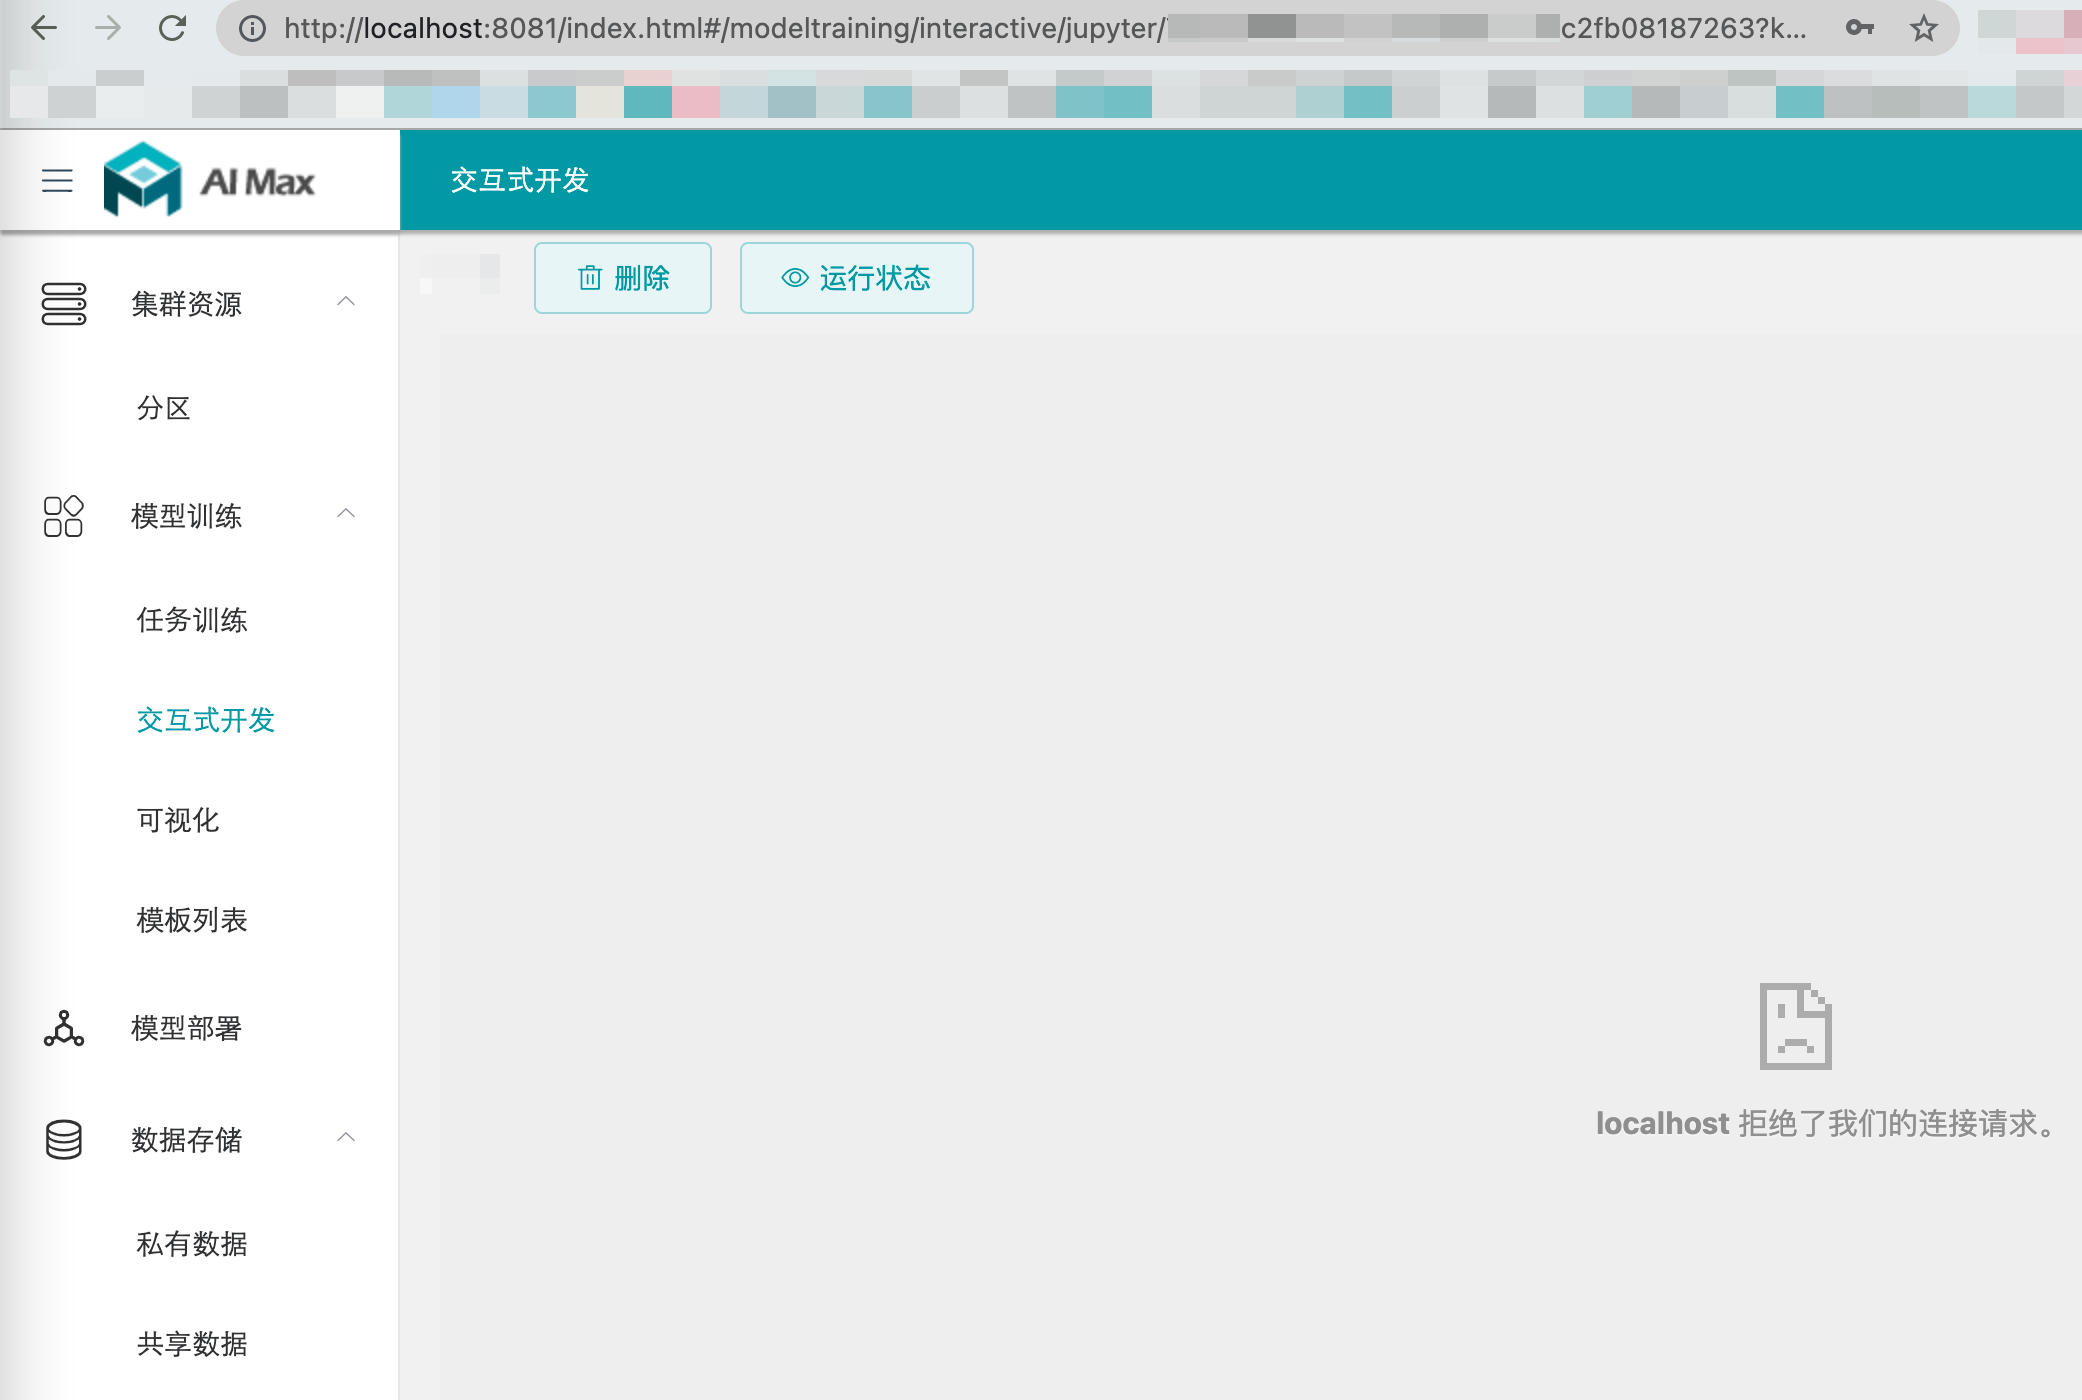 http://localhost:8081/index.html#/modeltraining/interactive/jupyter/
c2fb08187263?k...
AI Max
交互式开发
删除
运行状态
集群资源
分区
模型训练
任务训练
交互式开发
可视化
模板列表
模型部署
数据存储
私有数据
共享数据
localhost 拒绝了我们的连接请求。